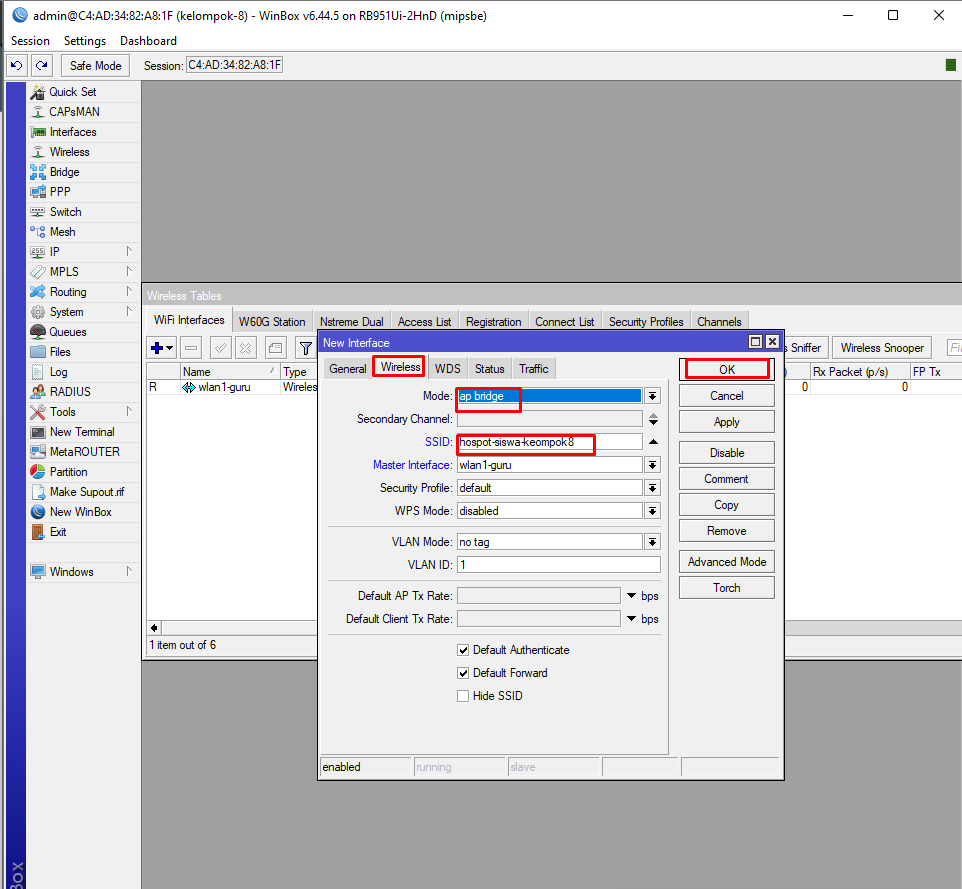 admin@C4:AD:34:82:A8:1F (kelompok-8) - WinBox v6.44.5 on RB951Ui-2HnD (mipsbe)
Session Settings Dashboard
Safe Mode Session: C4:AD:34:82:A8:1F
Quick Set
CAPsMAN
Interfaces
Wireless
Bridge
PPP
Switch
Mesh
IP
MPLS
Routing
System
Queues
Files
Log
RADIUS
Tools
New Terminal
MetaROUTER
Partition
Make Supout.rif
New WinBox
Exit
Windows
Wireless Tables
WiFi Interfaces W60G Station Nstreme Dual Access List Registration Connect List Security Profiles Channels
Sniffer Wireless Snooper
Name Type Rx Packet (p/s) FP Tx
R wlan1-guru 0 0
1 item out of 6
New Interface
General Wireless WDS Status Traffic
Mode: ap bridge
Secondary Channel:
SSID: hospot-siswa-keompok8
Master Interface: wlan1-guru
Security Profile: default
WPS Mode: disabled
VLAN Mode: no tag
VLAN ID: 1
Default AP Tx Rate: bps
Default Client Tx Rate: bps
Default Authenticate
Default Forward
Hide SSID
OK
Cancel
Apply
Disable
Comment
Copy
Remove
Advanced Mode
Torch
enabled running slave